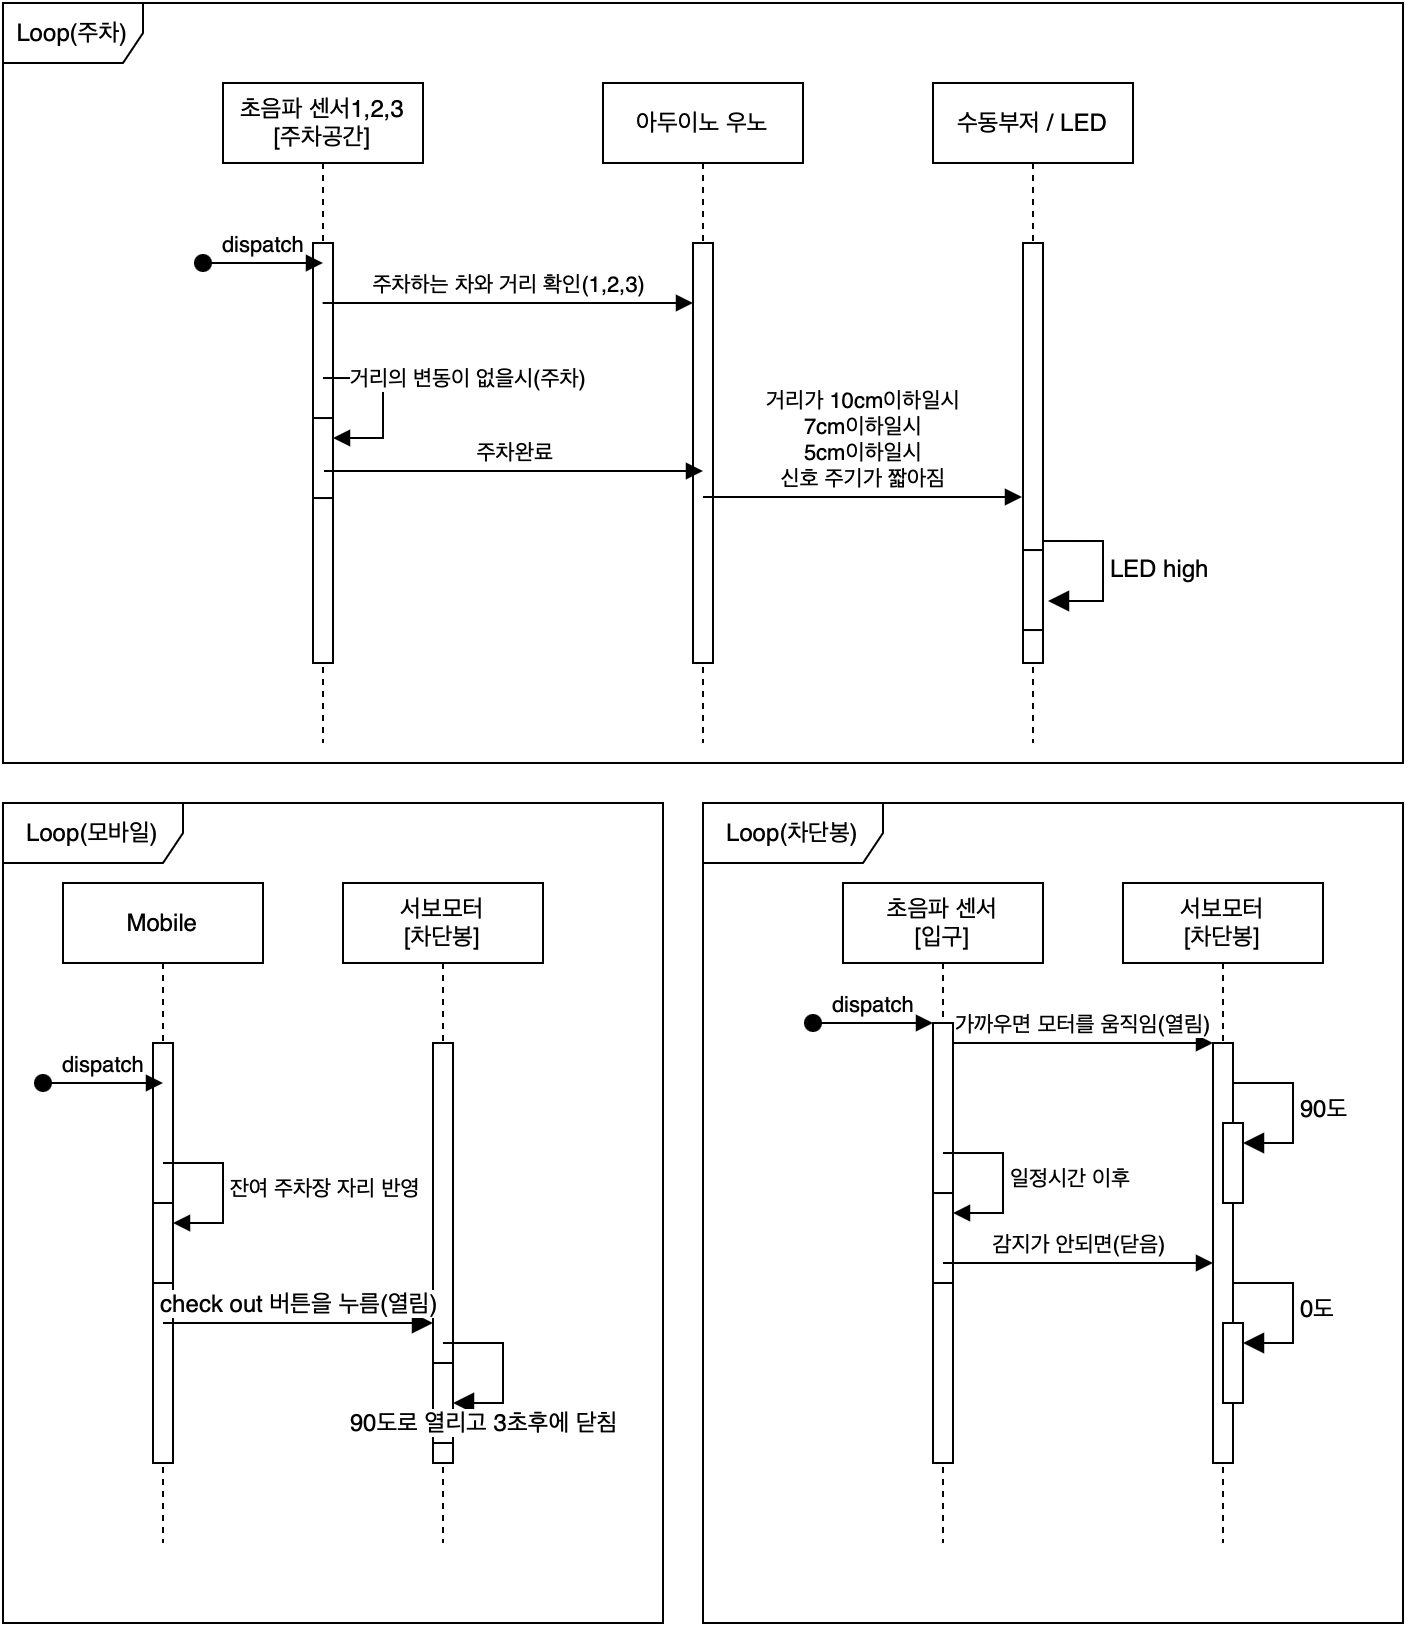 Loop(주차)
초음파 센서1,2,3
[주차공간]
아두이노 우노
수동부저 / LED
dispatch
주차하는 차와 거리 확인(1,2,3)
거리의 변동이 없을시(주차)
거리가 10cm이하일시
7cm이하일시
5cm이하일시
신호 주기가 짧아짐
주차완료
LED high
Loop(모바일)
Mobile
서보모터
[차단봉]
dispatch
잔여 주차장 자리 반영
check out 버튼을 누름(열림)
90도로 열리고 3초후에 닫침
Loop(차단봉)
초음파 센서
[입구]
서보모터
[차단봉]
dispatch
가까우면 모터를 움직임(열림)
90도
일정시간 이후
감지가 안되면(닫음)
0도